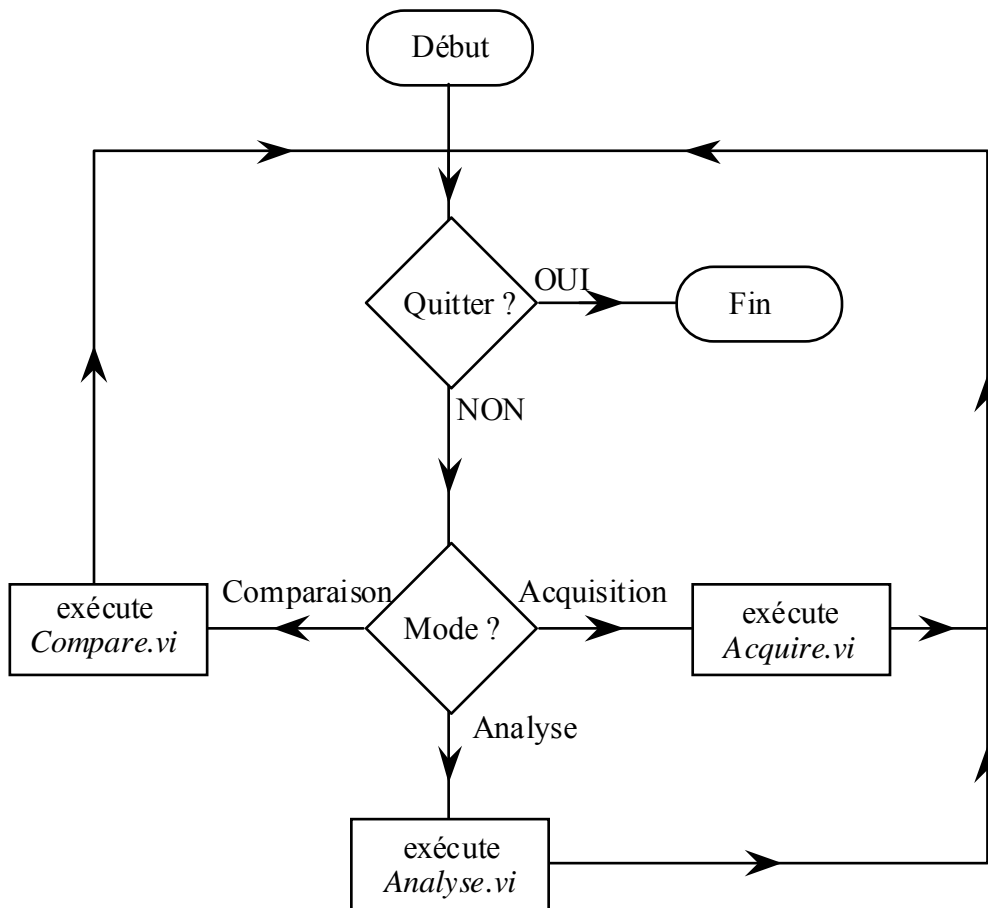 Début
Quitter ?
OUI
Fin
NON
Comparaison
Mode ?
Acquisition
exécute
Compare.vi
exécute
Acquire.vi
Analyse
exécute
Analyse.vi